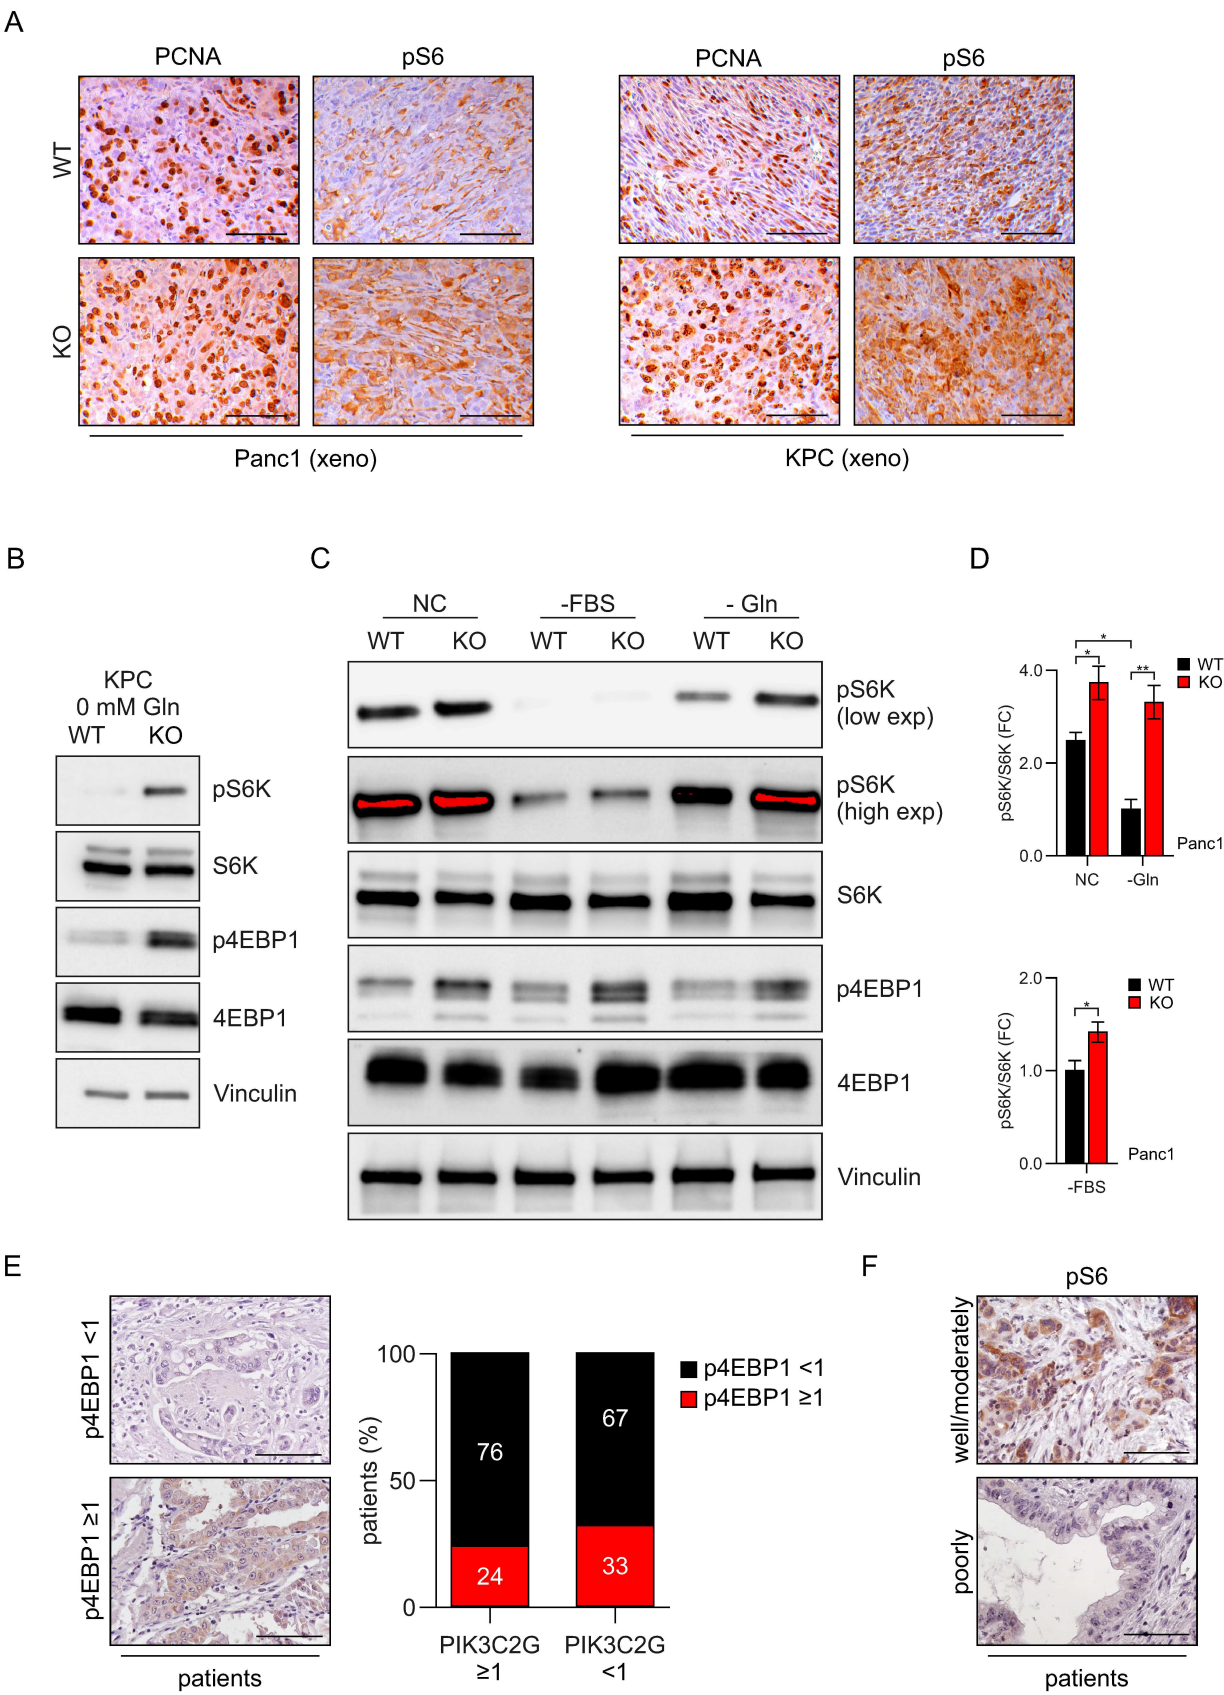 A
PCNA
pS6
PCNA
pS6
WT
KO
Panc1 (xeno)
KPC (xeno)
B
C
D
KPC
0 mM Gln
WT
KO
pS6K
S6K
p4EBP1
4EBP1
Vinculin
NC
-FBS
- Gln
WT
KO
WT
KO
WT
KO
pS6K
(low exp)
pS6K
(high exp)
S6K
p4EBP1
4EBP1
Vinculin
pS6K/S6K (FC)
4.0
2.0
0.0
*
*
**
WT
KO
NC
-Gln
Panc1
pS6K/S6K (FC)
2.0
1.0
0.0
*
WT
KO
-FBS
Panc1
E
p4EBP1 <1
p4EBP1 ≥1
patients
patients (%)
100
50
0
76
24
67
33
p4EBP1 <1
p4EBP1 ≥1
PIK3C2G
≥1
PIK3C2G
<1
F
pS6
well/moderately
poorly
patients